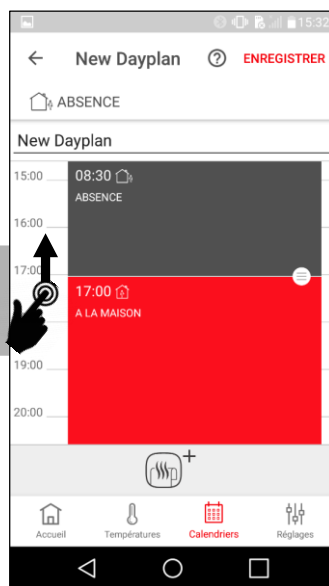 15:32
New Dayplan ? ENREGISTRER
ABSENCE
New Dayplan
15:00 08:30
ABSENCE
16:00
17:00
17:00
A LA MAISON
19:00
20:00
+
Accueil Températures Calendriers Réglages